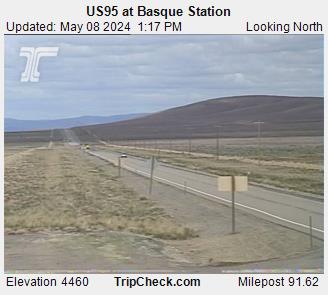 US95 at Basque Station
Updated: May 08 2024 1:17 PM Looking North
Elevation 4460 TripCheck.com Milepost 91.62